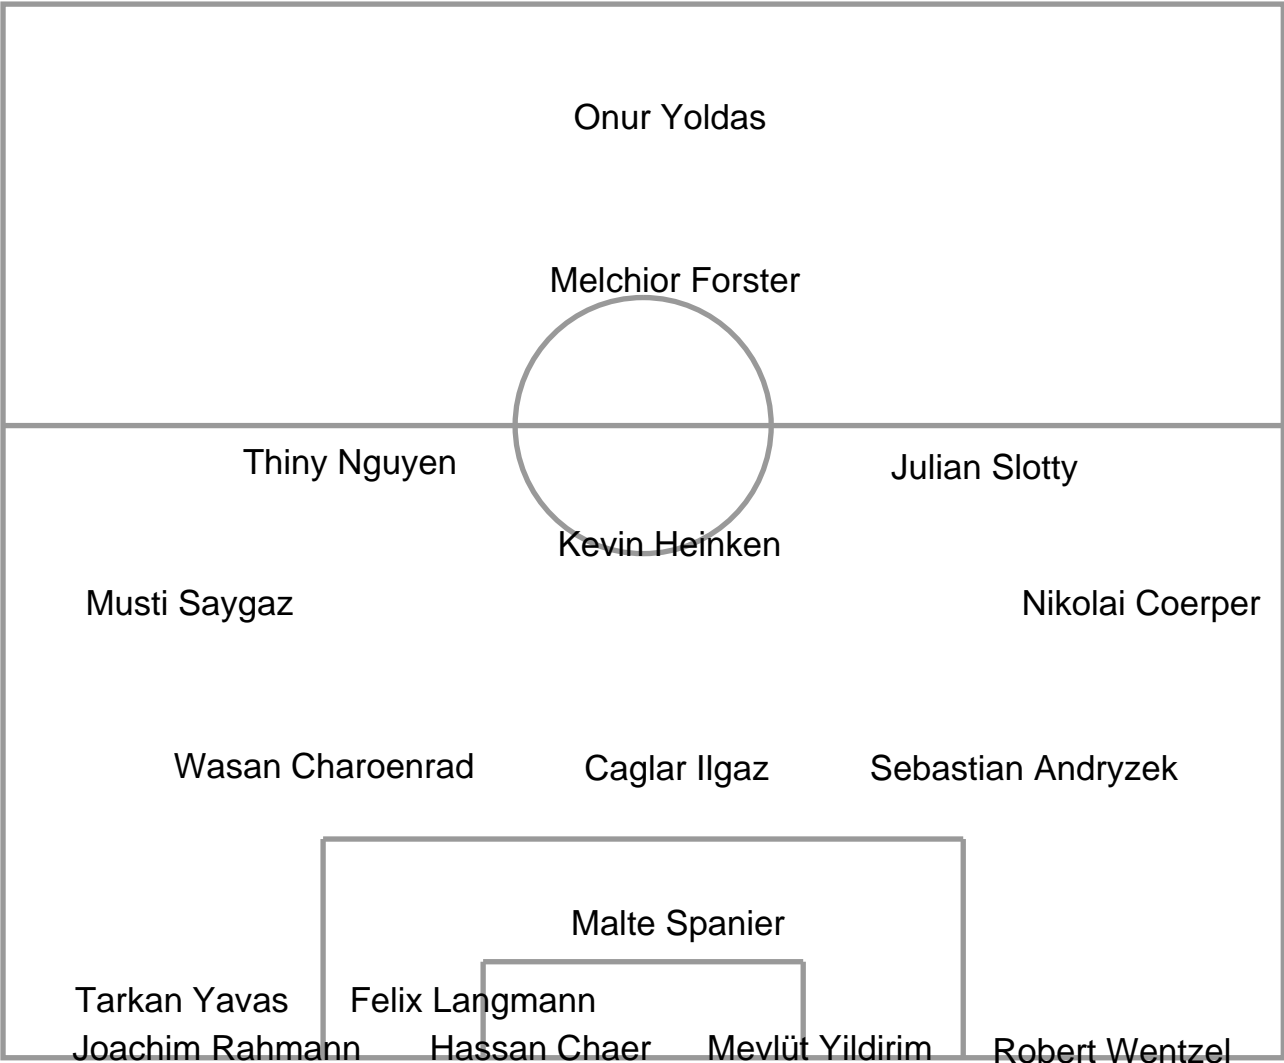 Onur Yoldas
Melchior Forster
Thiny Nguyen
Julian Slotty
Kevin Heinken
Musti Saygaz
Nikolai Coerper
Wasan Charoenrad
Caglar Ilgaz
Sebastian Andryzek
Malte Spanier
Tarkan Yavas
Felix Langmann
Joachim Rahmann
Hassan Chaer
Mevlüt Yildirim
Robert Wentzel